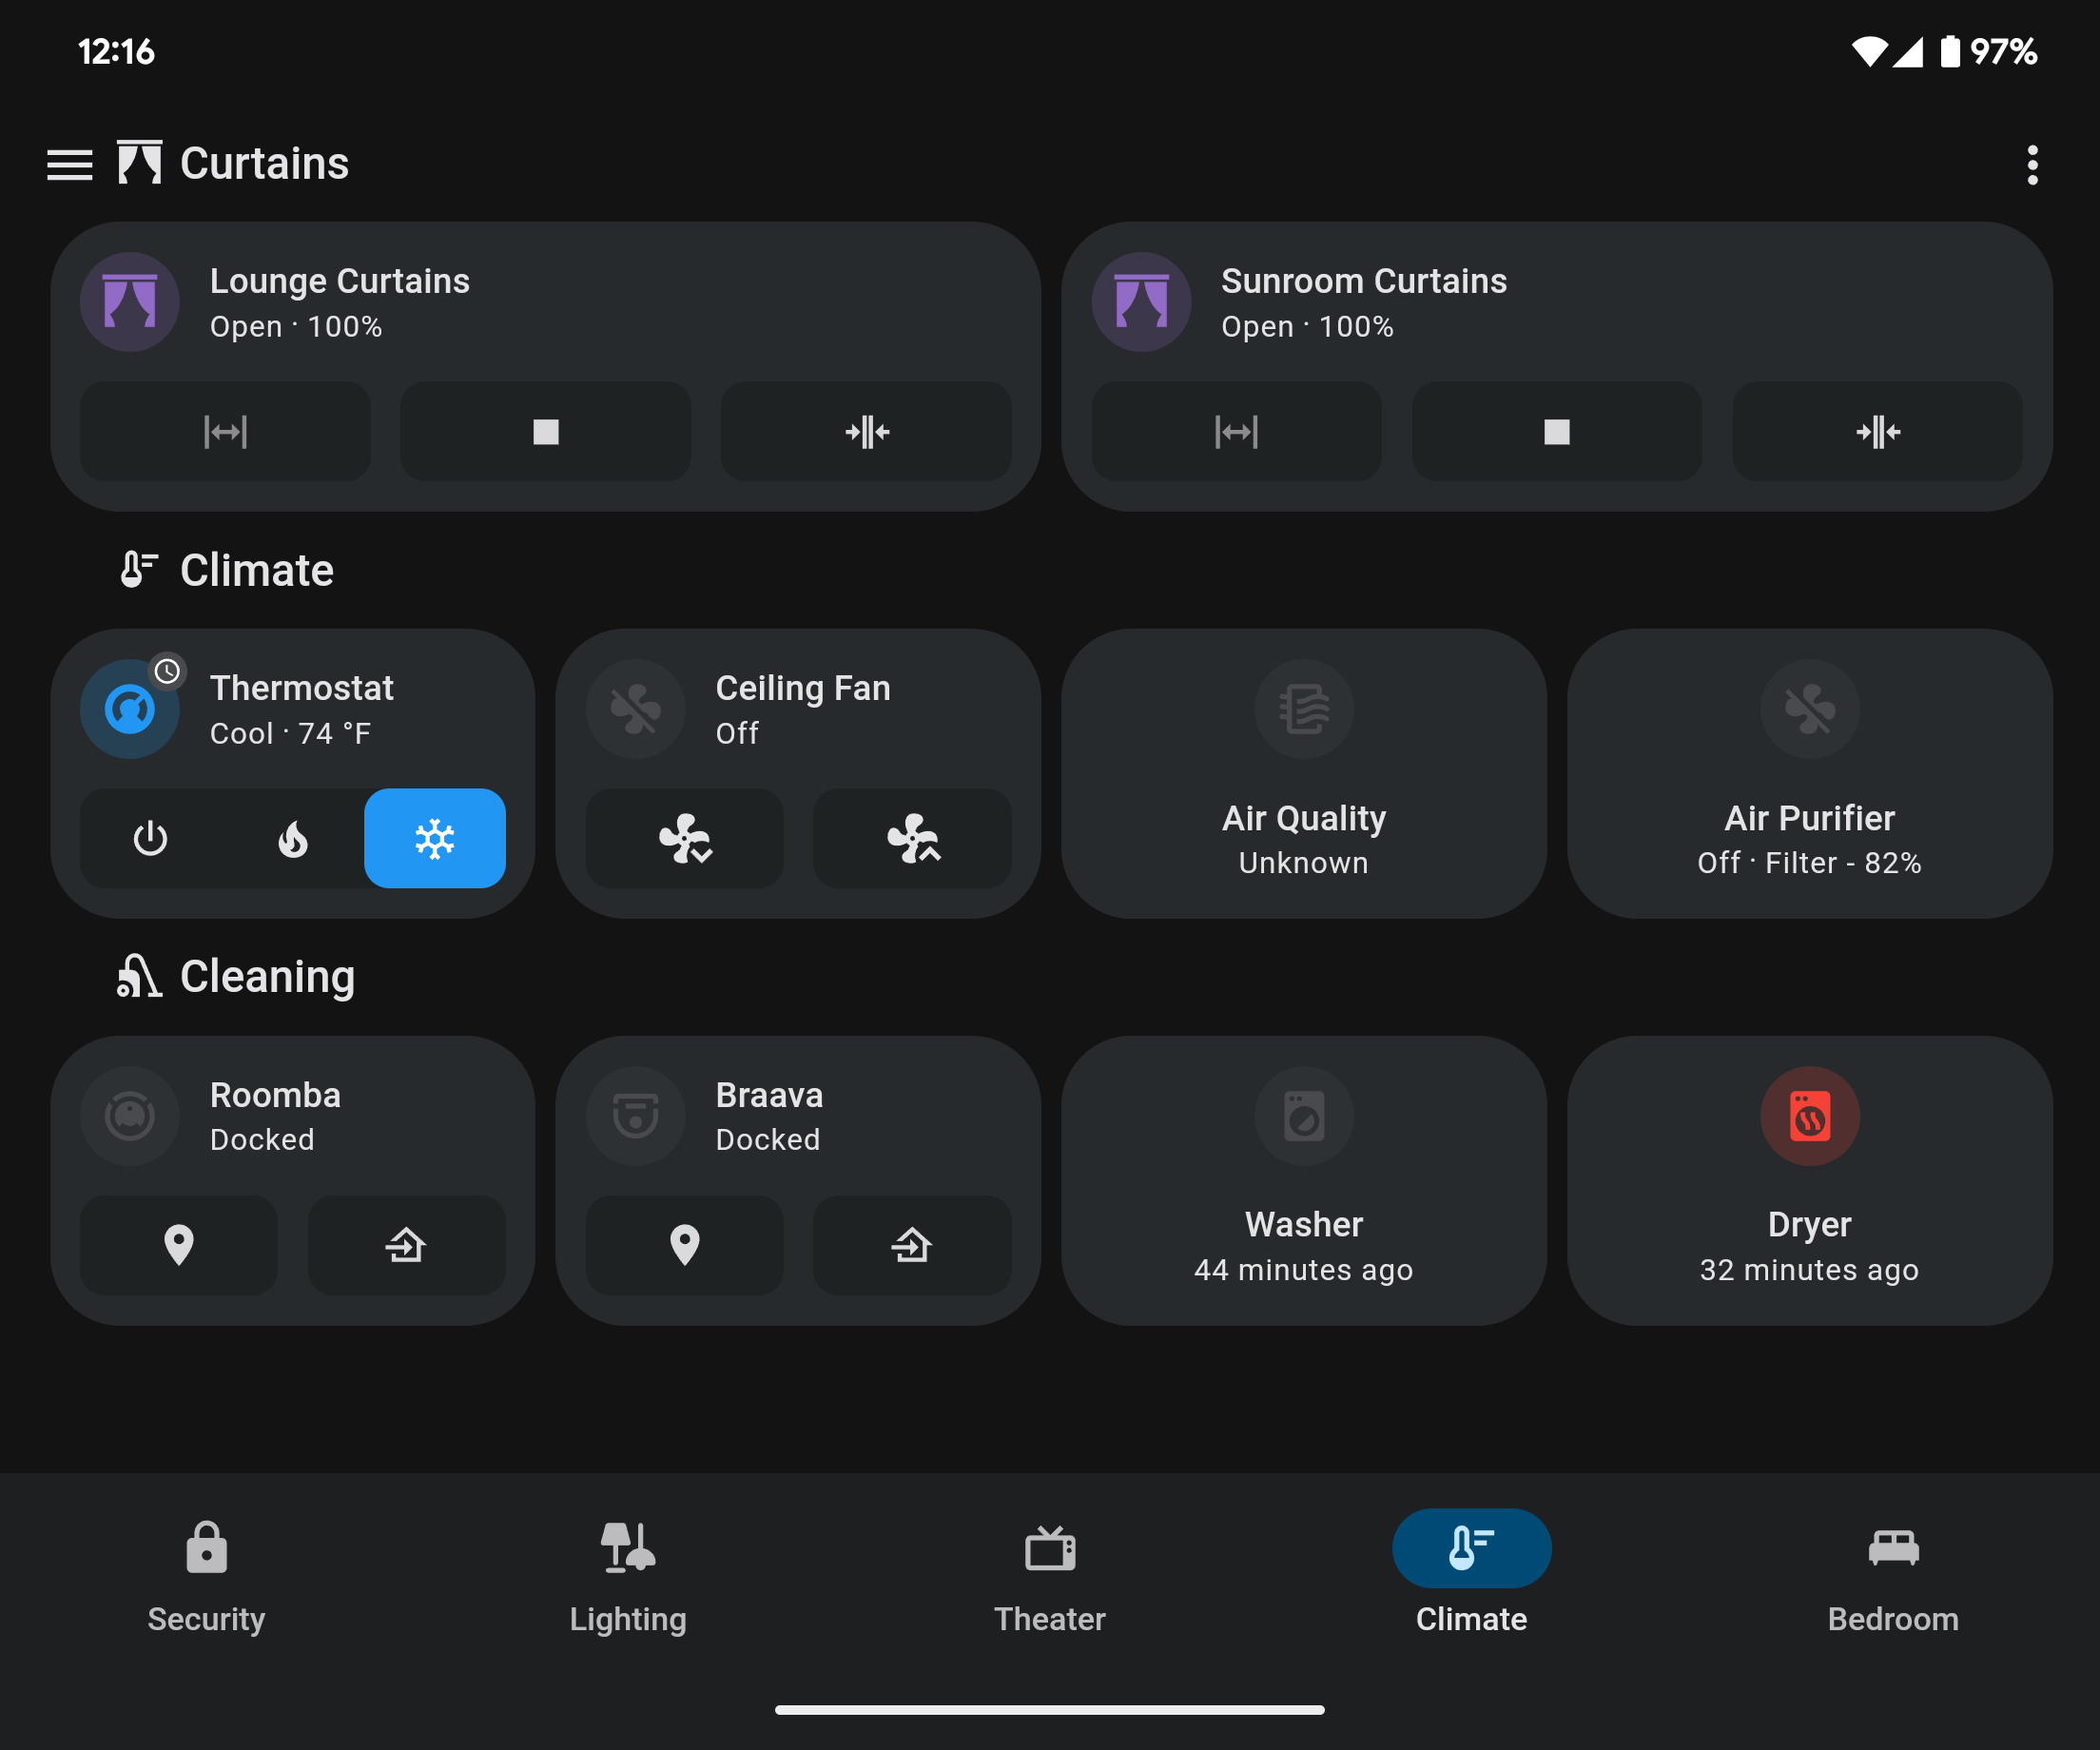 12:16
97%
Curtains
Lounge Curtains
Open · 100%
Sunroom Curtains
Open · 100%
Climate
Thermostat
Cool · 74 °F
Ceiling Fan
Off
Air Quality
Unknown
Air Purifier
Off · Filter - 82%
Cleaning
Roomba
Docked
Braava
Docked
Washer
44 minutes ago
Dryer
32 minutes ago
Security
Lighting
Theater
Climate
Bedroom